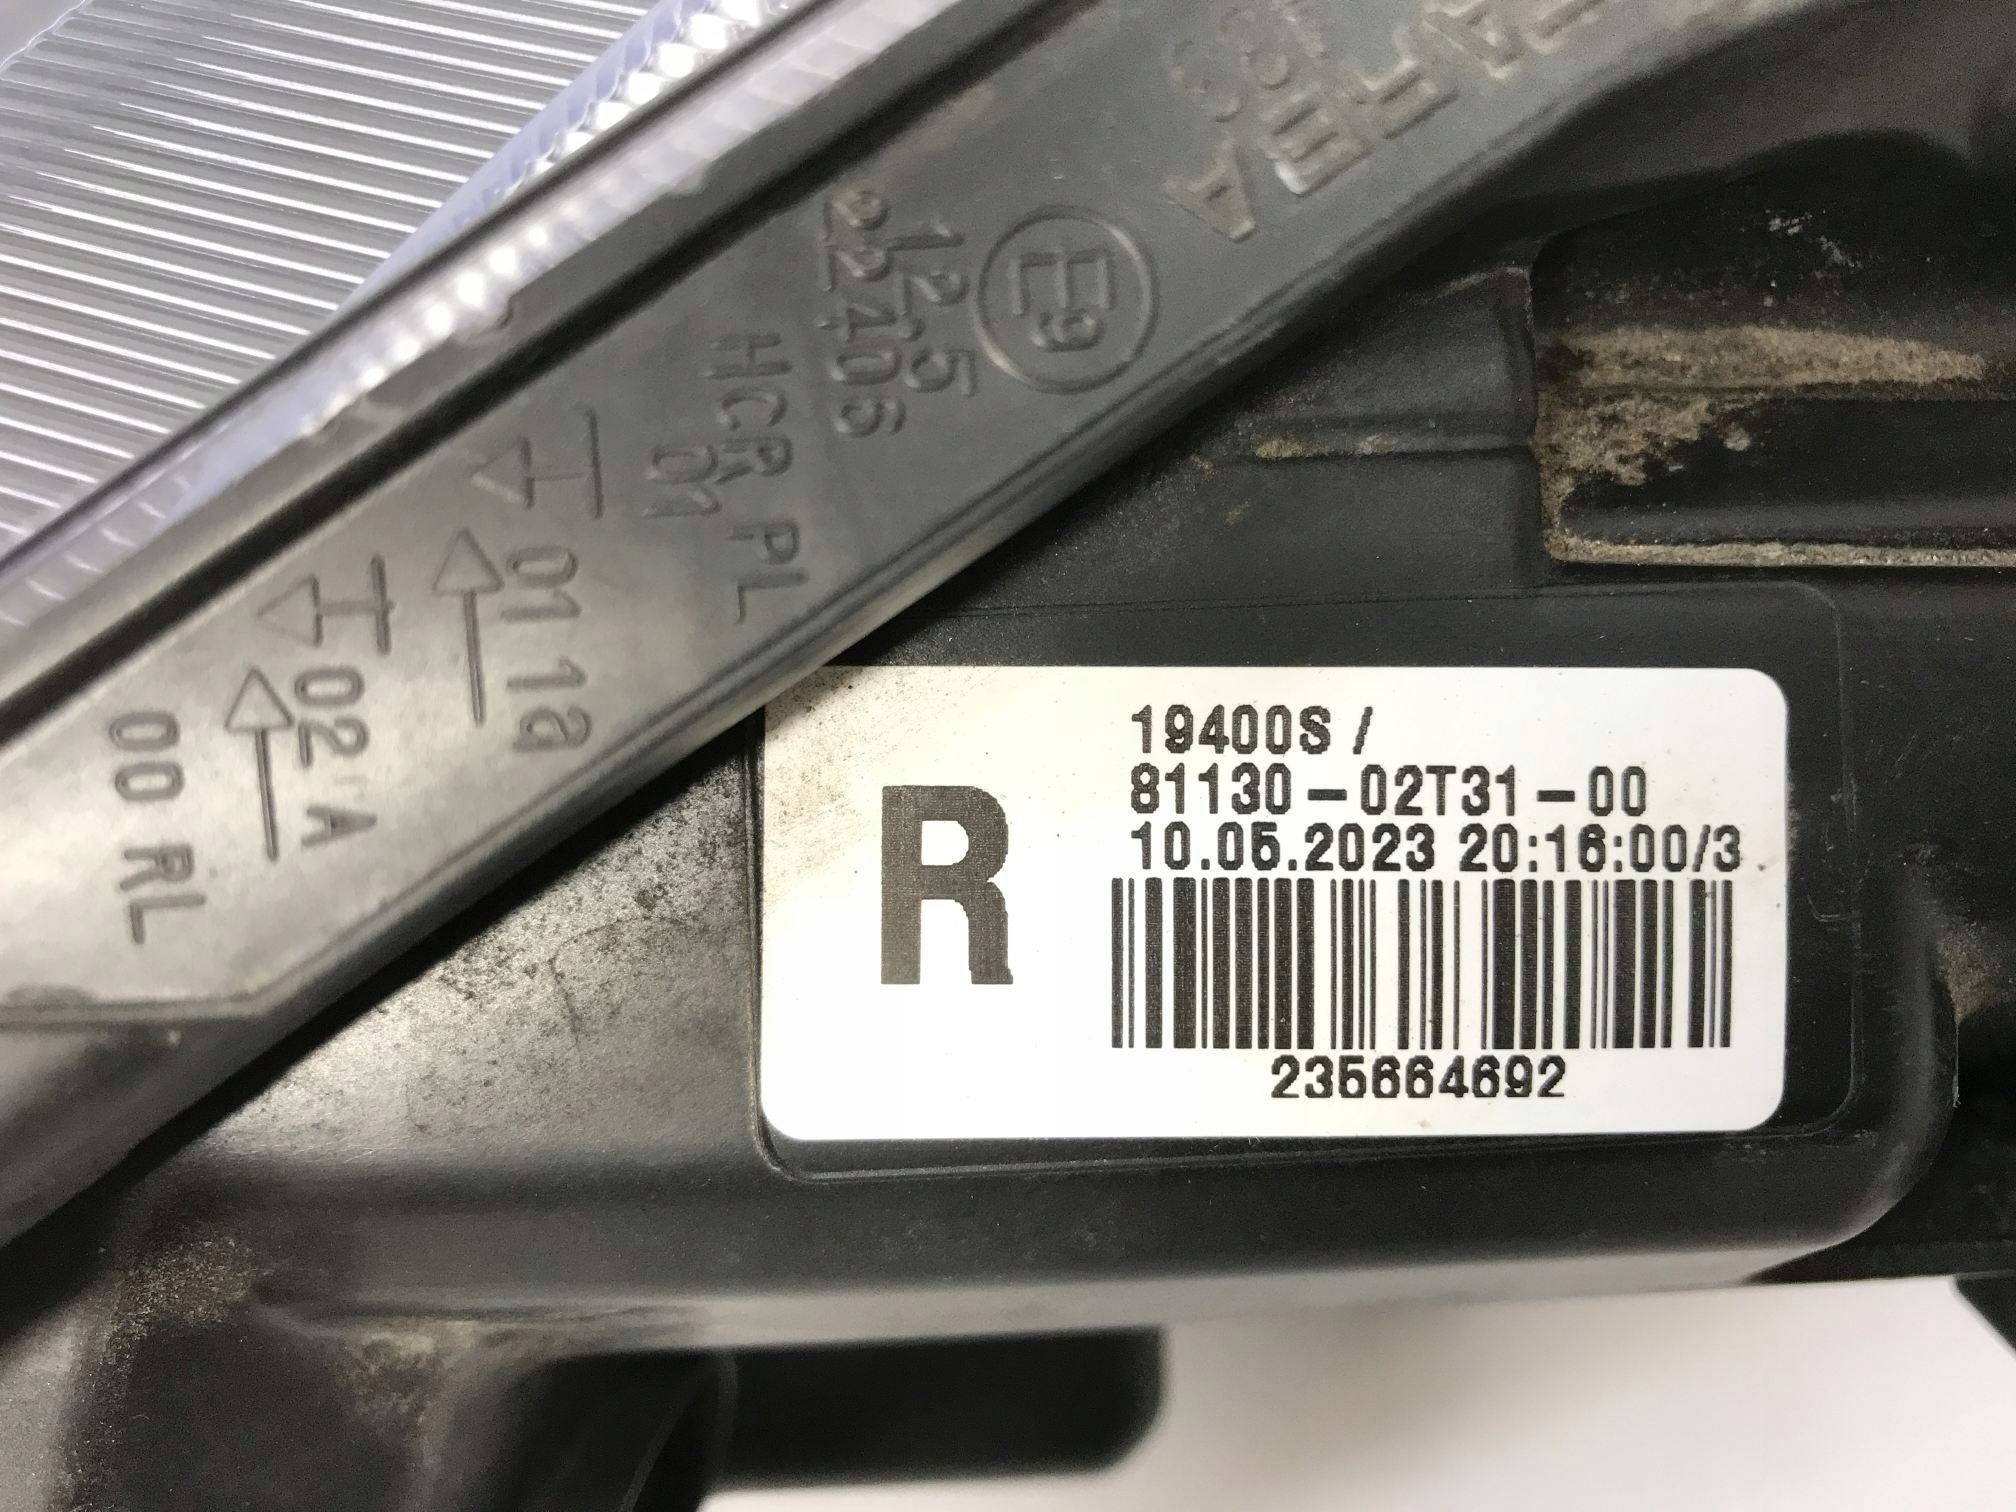 19400S /
81130-02T31-00
10.05.2023 20:16:00/3
R
235664692
E9
12.5
22405
HCR PL
01
01 1a
02 A
00 RL
A